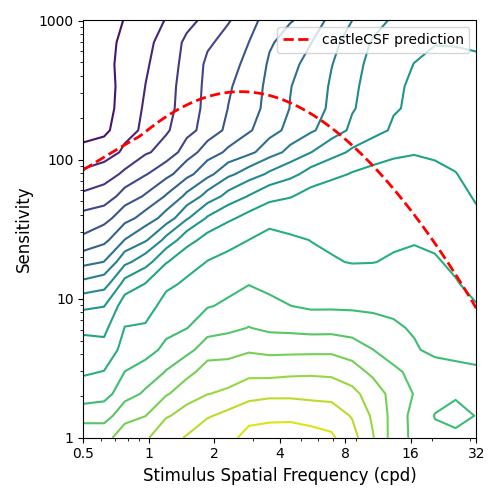 1000
castleCSF prediction
100
Sensitivity
10
1
0.5 1 2 4 8 16 32
Stimulus Spatial Frequency (cpd)